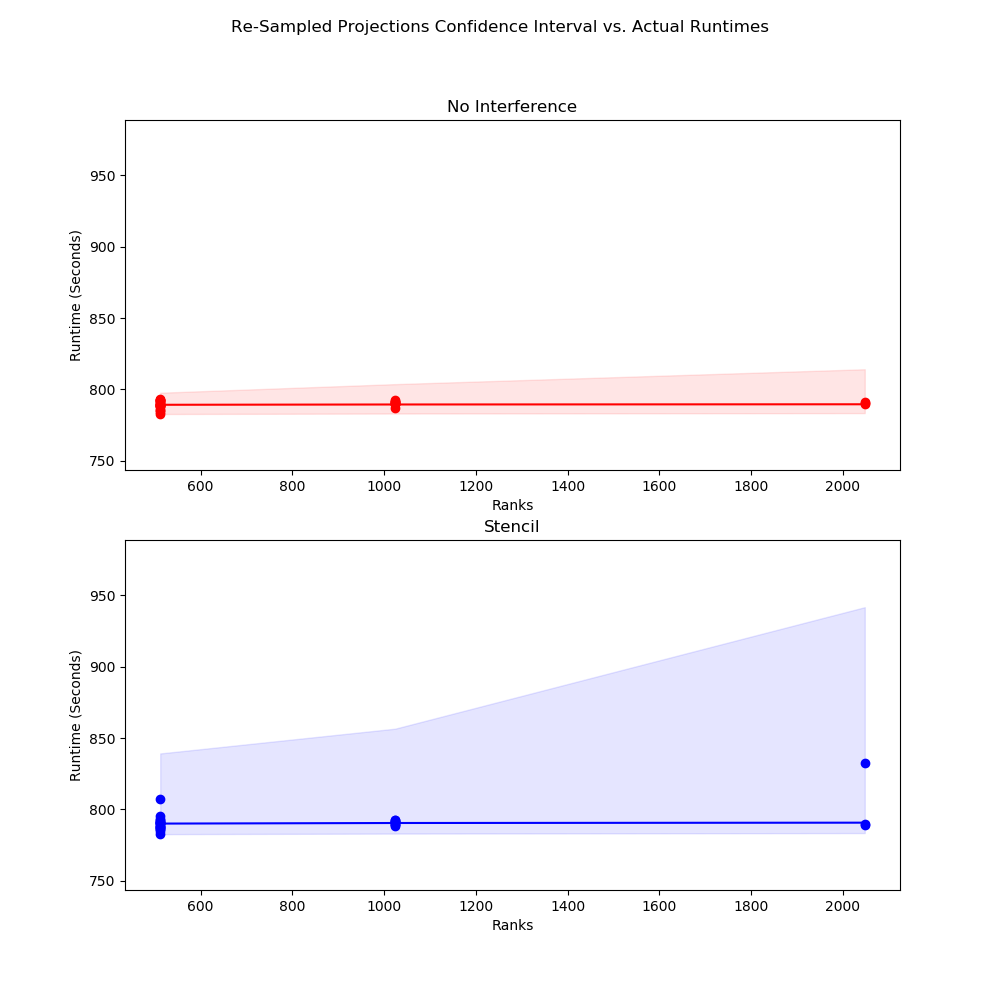 Re-Sampled Projections Confidence Interval vs. Actual Runtimes
No Interference
950
900
850
800
750
Runtime (Seconds)
600 800 1000 1200 1400 1600 1800 2000
Ranks
Stencil
950
900
850
800
750
Runtime (Seconds)
600 800 1000 1200 1400 1600 1800 2000
Ranks